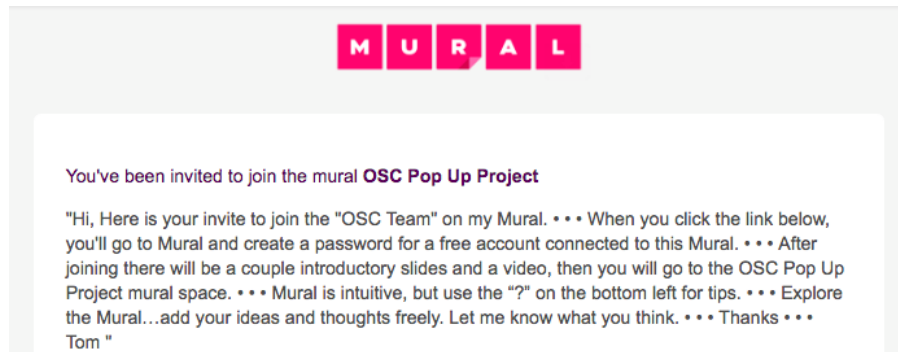 MURAL
You've been invited to join the mural OSC Pop Up Project
"Hi, Here is your invite to join the "OSC Team" on my Mural. • • • When you click the link below,
you'll go to Mural and create a password for a free account connected to this Mural. • • • After
joining there will be a couple introductory slides and a video, then you will go to the OSC Pop Up
Project mural space. • • • Mural is intuitive, but use the “?” on the bottom left for tips. • • • Explore
the Mural…add your ideas and thoughts freely. Let me know what you think. • • • Thanks • • •
Tom "